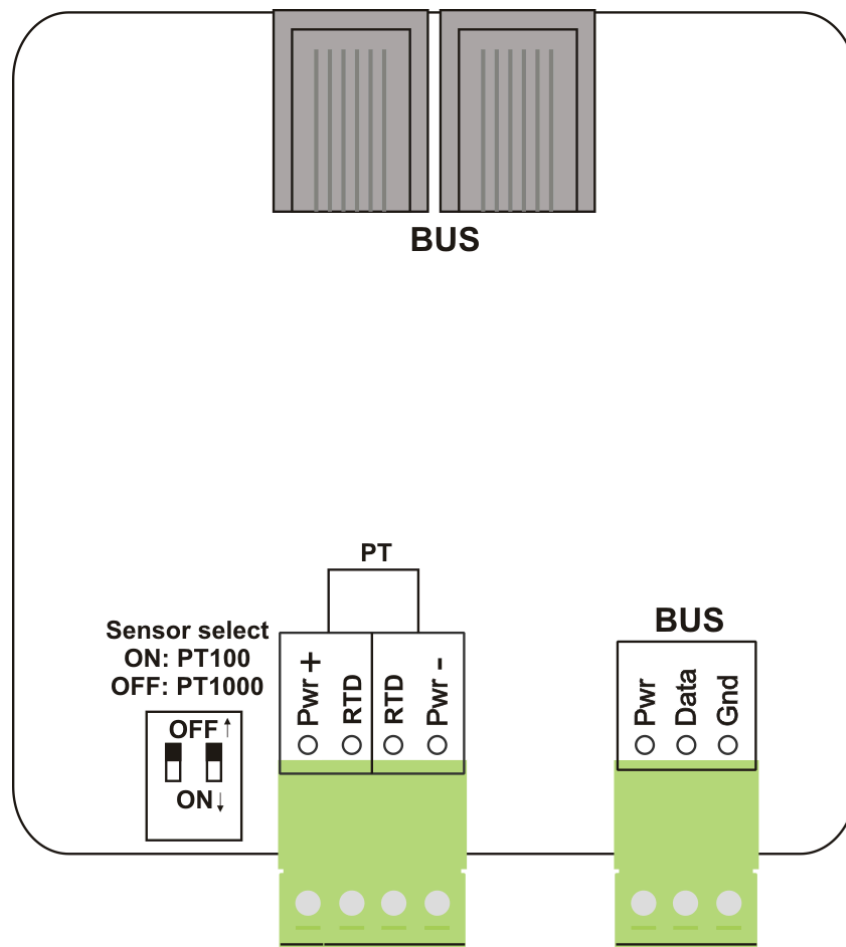 BUS
PT
Sensor select
ON: PT100
OFF: PT1000
OFF↑
ON↓
Pwr +
RTD
RTD
Pwr -
BUS
Pwr
Data
Gnd